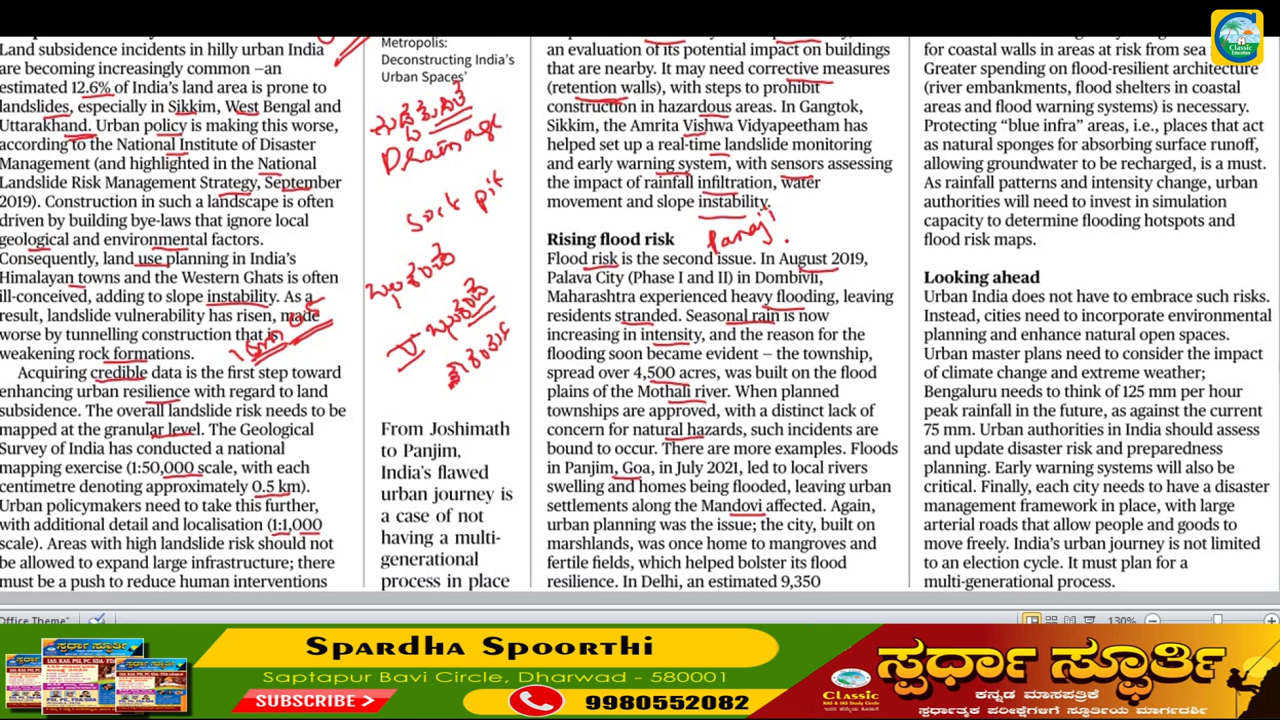 Land subsidence incidents in hilly urban India
are becoming increasingly common —an
estimated 12.6% of India's land area is prone to
landslides, especially in Sikkim, West Bengal and
Uttarakhand. Urban policy is making this worse,
according to the National Institute of Disaster
Management (and highlighted in the National
Landslide Risk Management Strategy, September
2019). Construction in such a landscape is often
driven by building bye-laws that ignore local
geological and environmental factors.
Consequently, land use planning in India's
Himalayan towns and the Western Ghats is often
ill-conceived, adding to slope instability. As a
result, landslide vulnerability has risen, made
worse by tunnelling construction that is
weakening rock formations.
Acquiring credible data is the first step toward
enhancing urban resilience with regard to land
subsidence. The overall landslide risk needs to be
mapped at the granular level. The Geological
Survey of India has conducted a national
mapping exercise (1:50,000 scale, with each
centimetre denoting approximately 0.5 km).
Urban policymakers need to take this further,
with additional detail and localisation (1:1,000
scale). Areas with high landslide risk should not
be allowed to expand large infrastructure; there
must be a push to reduce human interventions
Metropolis:
Deconstructing India's
Urban Spaces'
Drainage
Sock pit
From Joshimath
to Panjim,
India's flawed
urban journey is
a case of not
having a multi-
generational
process in place
an evaluation of its potential impact on buildings
that are nearby. It may need corrective measures
(retention walls), with steps to prohibit
construction in hazardous areas. In Gangtok,
Sikkim, the Amrita Vishwa Vidyapeetham has
helped set up a real-time landslide monitoring
and early warning system, with sensors assessing
the impact of rainfall infiltration, water
movement and slope instability.
Panaji
Rising flood risk
Flood risk is the second issue. In August 2019,
Palava City (Phase I and II) in Dombivli,
Maharashtra experienced heavy flooding, leaving
residents stranded. Seasonal rain is now
increasing in intensity, and the reason for the
flooding soon became evident – the township,
spread over 4,500 acres, was built on the flood
plains of the Mothali river. When planned
townships are approved, with a distinct lack of
concern for natural hazards, such incidents are
bound to occur. There are more examples. Floods
in Panjim, Goa, in July 2021, led to local rivers
swelling and homes being flooded, leaving urban
settlements along the Mandovi affected. Again,
urban planning was the issue; the city, built on
marshlands, was once home to mangroves and
fertile fields, which helped bolster its flood
resilience. In Delhi, an estimated 9,350
for coastal walls in areas at risk from sea
Greater spending on flood-resilient architecture
(river embankments, flood shelters in coastal
areas and flood warning systems) is necessary.
Protecting "blue infra" areas, i.e., places that act
as natural sponges for absorbing surface runoff,
allowing groundwater to be recharged, is a must.
As rainfall patterns and intensity change, urban
authorities will need to invest in simulation
capacity to determine flooding hotspots and
flood risk maps.
Looking ahead
Urban India does not have to embrace such risks.
Instead, cities need to incorporate environmental
planning and enhance natural open spaces.
Urban master plans need to consider the impact
of climate change and extreme weather;
Bengaluru needs to think of 125 mm per hour
peak rainfall in the future, as against the current
75 mm. Urban authorities in India should assess
and update disaster risk and preparedness
planning. Early warning systems will also be
critical. Finally, each city needs to have a disaster
management framework in place, with large
arterial roads that allow people and goods to
move freely. India's urban journey is not limited
to an election cycle. It must plan for a
multi-generational process.
Classic
Education
Office Theme"
130%
Spardha Spoorthi
Saptapur Bavi Circle, Dharwad - 580001
SUBSCRIBE
9980552082
ಸ್ಪರ್ಧಾ ಸ್ಫೂರ್ತಿ
ಕನ್ನಡ ಮಾಸಪತ್ರಿಕೆ
ಸ್ಪರ್ಧಾತ್ಮಕ ಪರೀಕ್ಷೆಗಳಿಗೆ ಸ್ಫೂರ್ತಿಯ ಮಾರ್ಗದರ್ಶಿ
Classic
KAS & IAS Study Circle